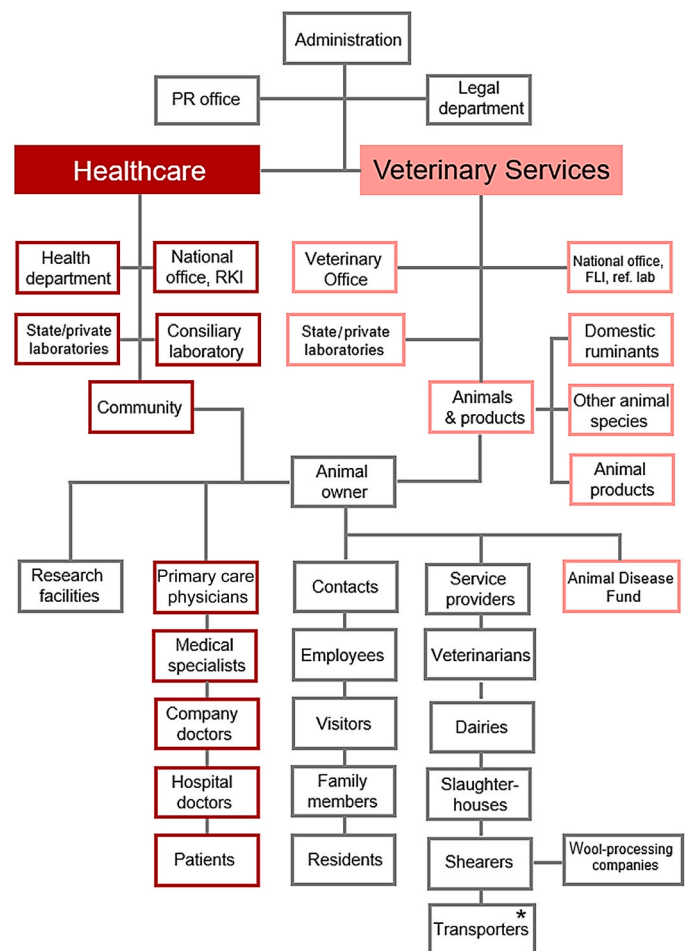 Administration
PR office
Legal
department
Healthcare
Veterinary Services
Health
department
National
office, RKI
Veterinary
Office
National office,
FLI, ref. lab
State/private
laboratories
Consiliary
laboratory
State/private
laboratories
Domestic
ruminants
Community
Animals
& products
Other animal
species
Animal
owner
Animal
products
Research
facilities
Primary care
physicians
Contacts
Service
providers
Animal Disease
Fund
Medical
specialists
Employees
Veterinarians
Company
doctors
Visitors
Dairies
Hospital
doctors
Family
members
Slaughter-
houses
Patients
Residents
Shearers
Wool-processing
companies
Transporters*